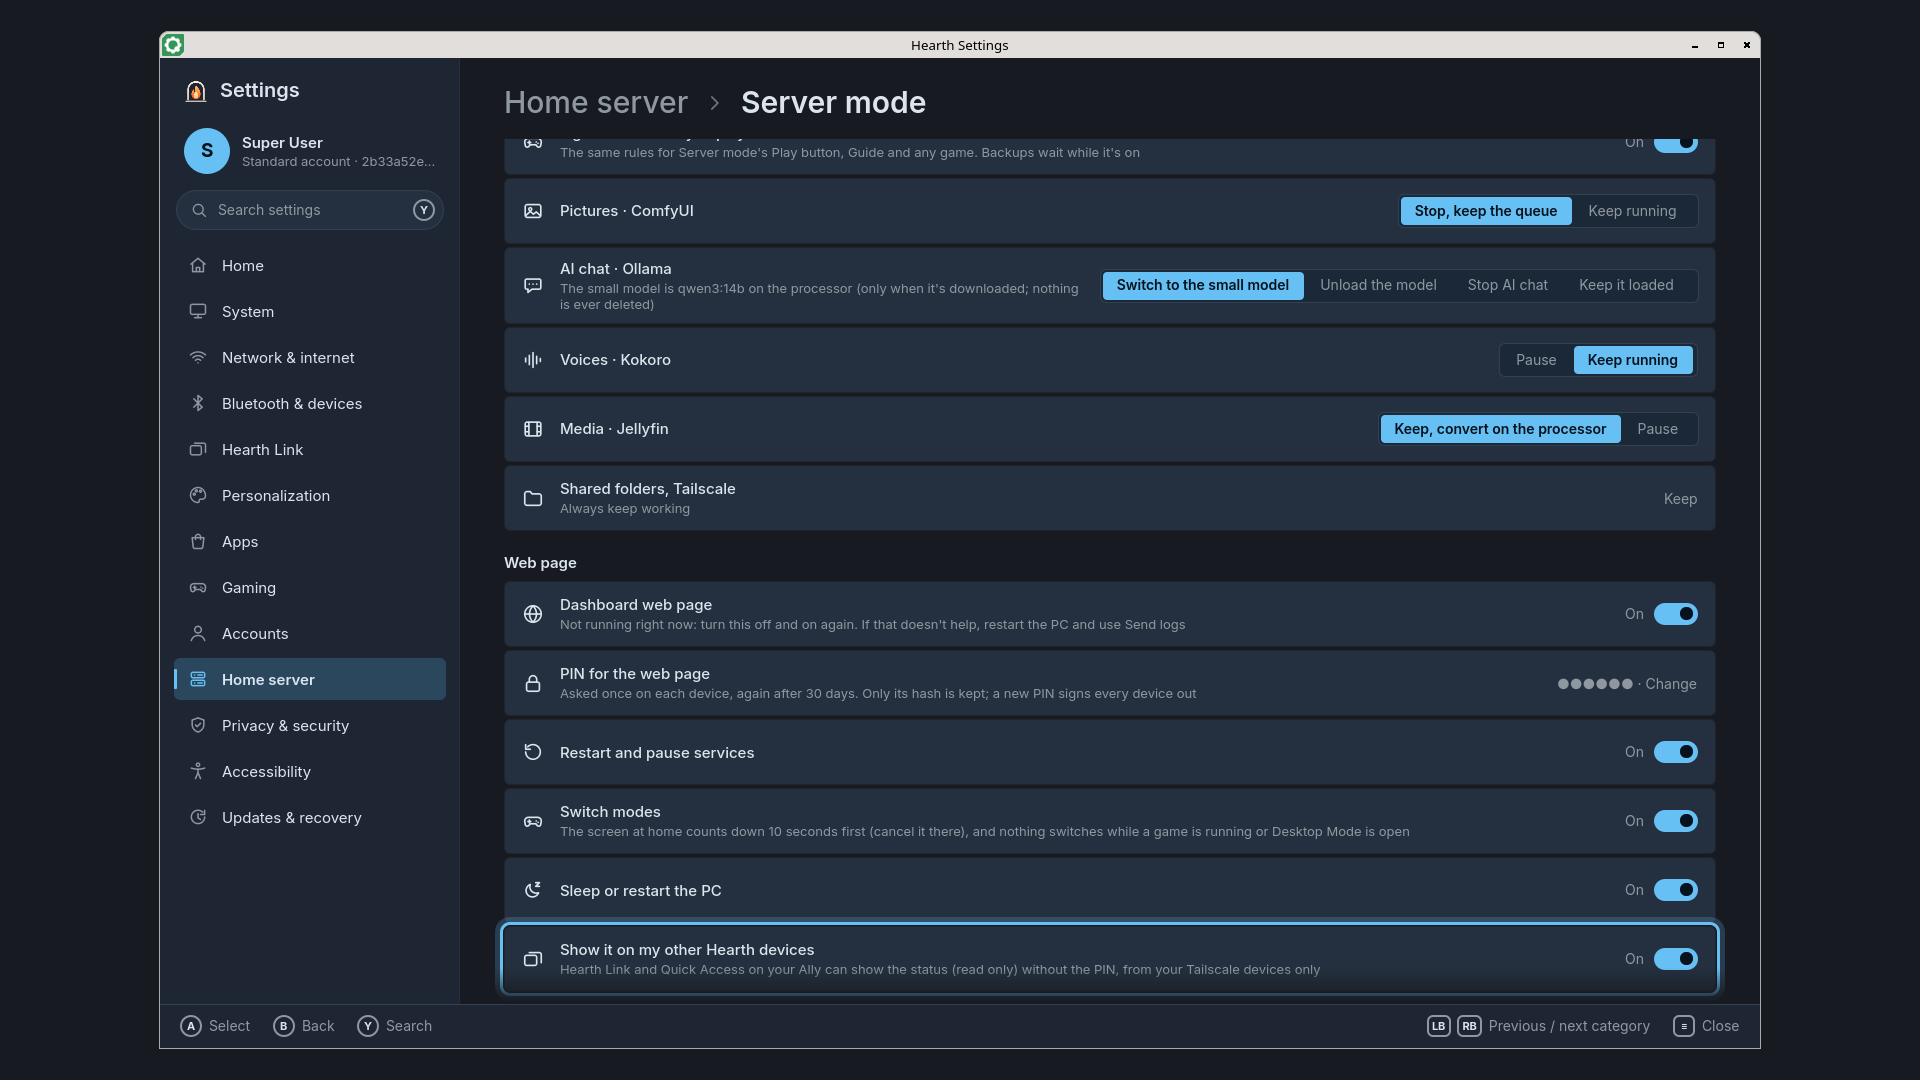 Hearth Settings
Settings
S
Super User
Standard account · 2b33a52e...
Search settings
Y
Home
System
Network & internet
Bluetooth & devices
Hearth Link
Personalization
Apps
Gaming
Accounts
Home server
Privacy & security
Accessibility
Updates & recovery
Home server > Server mode
The same rules for Server mode's Play button, Guide and any game. Backups wait while it's on
On
Pictures · ComfyUI
Stop, keep the queue
Keep running
AI chat · Ollama
The small model is qwen3:14b on the processor (only when it's downloaded; nothing
is ever deleted)
Switch to the small model
Unload the model
Stop AI chat
Keep it loaded
Voices · Kokoro
Pause
Keep running
Media · Jellyfin
Keep, convert on the processor
Pause
Shared folders, Tailscale
Always keep working
Keep
Web page
Dashboard web page
Not running right now: turn this off and on again. If that doesn't help, restart the PC and use Send logs
On
PIN for the web page
Asked once on each device, again after 30 days. Only its hash is kept; a new PIN signs every device out
●●●●●● · Change
Restart and pause services
On
Switch modes
The screen at home counts down 10 seconds first (cancel it there), and nothing switches while a game is running or Desktop Mode is open
On
Sleep or restart the PC
On
Show it on my other Hearth devices
Hearth Link and Quick Access on your Ally can show the status (read only) without the PIN, from your Tailscale devices only
On
A Select
B Back
Y Search
LB RB Previous / next category
≡ Close